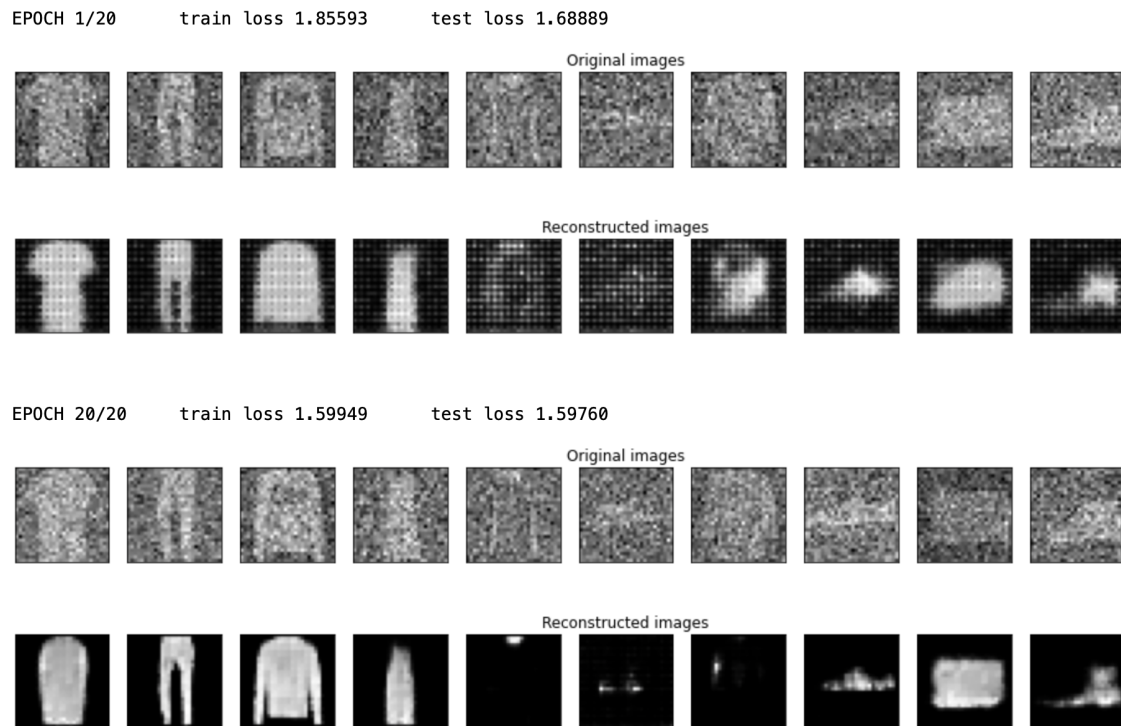 EPOCH 1/20 train loss 1.85593 test loss 1.68889
Original images
Reconstructed images
EPOCH 20/20 train loss 1.59949 test loss 1.59760
Original images
Reconstructed images